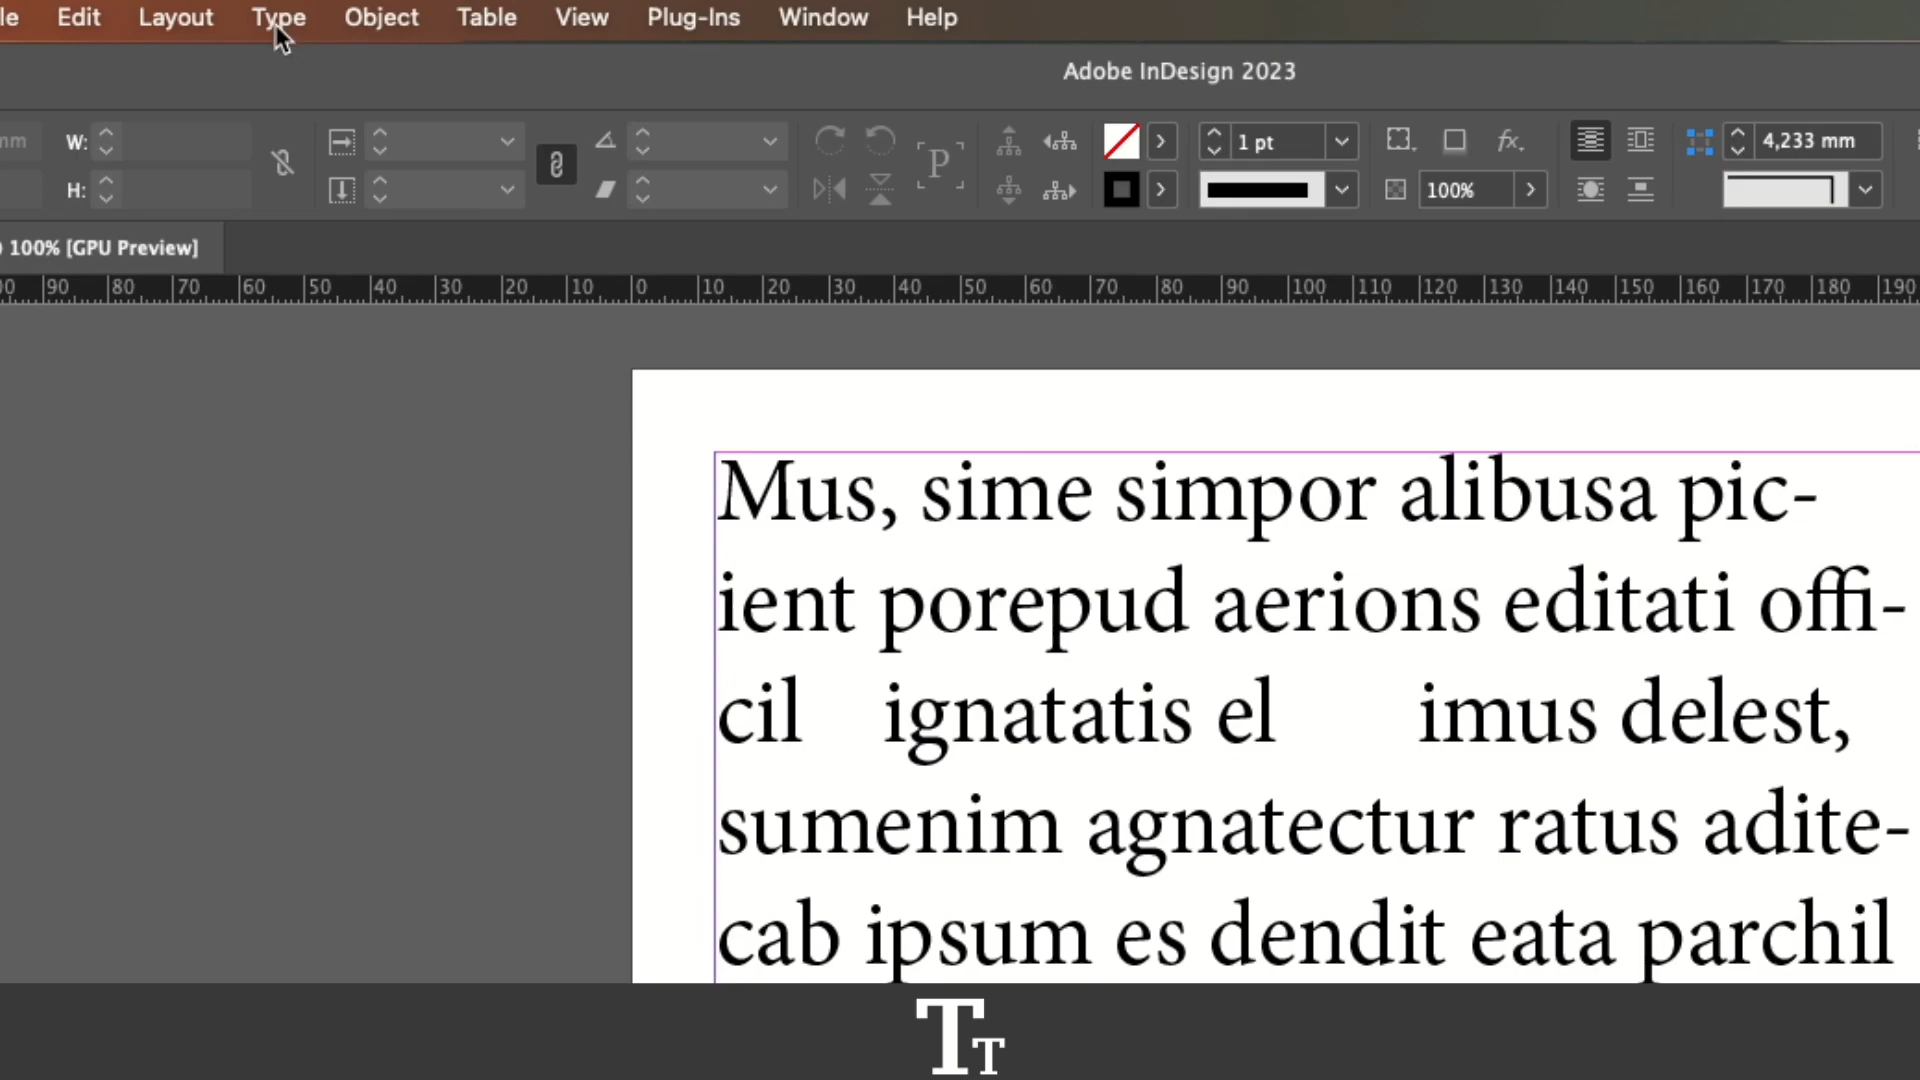 le Edit Layout Type Object Table View Plug-Ins Window Help
Adobe InDesign 2023
mm W: 1 pt fx. 4,233 mm
H: 100%
100% [GPU Preview]
90 80 70 60 50 40 30 20 10 0 10 20 30 40 50 60 70 80 90 100 110 120 130 140 150 160 170 180 190
Mus, sime simpor alibusa pic-
ient porepud aerions editati offi-
cil ignatatis el imus delest,
sumenim agnatectur ratus adite-
cab ipsum es dendit eata parchil
TT